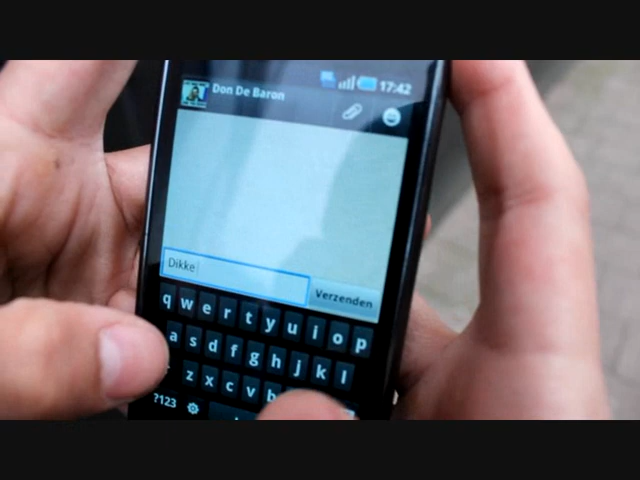 17:42
Don De Baron
Dikke
Verzenden
q w e r t y u i o p
a s d f g h j k l
z x c v b
?123